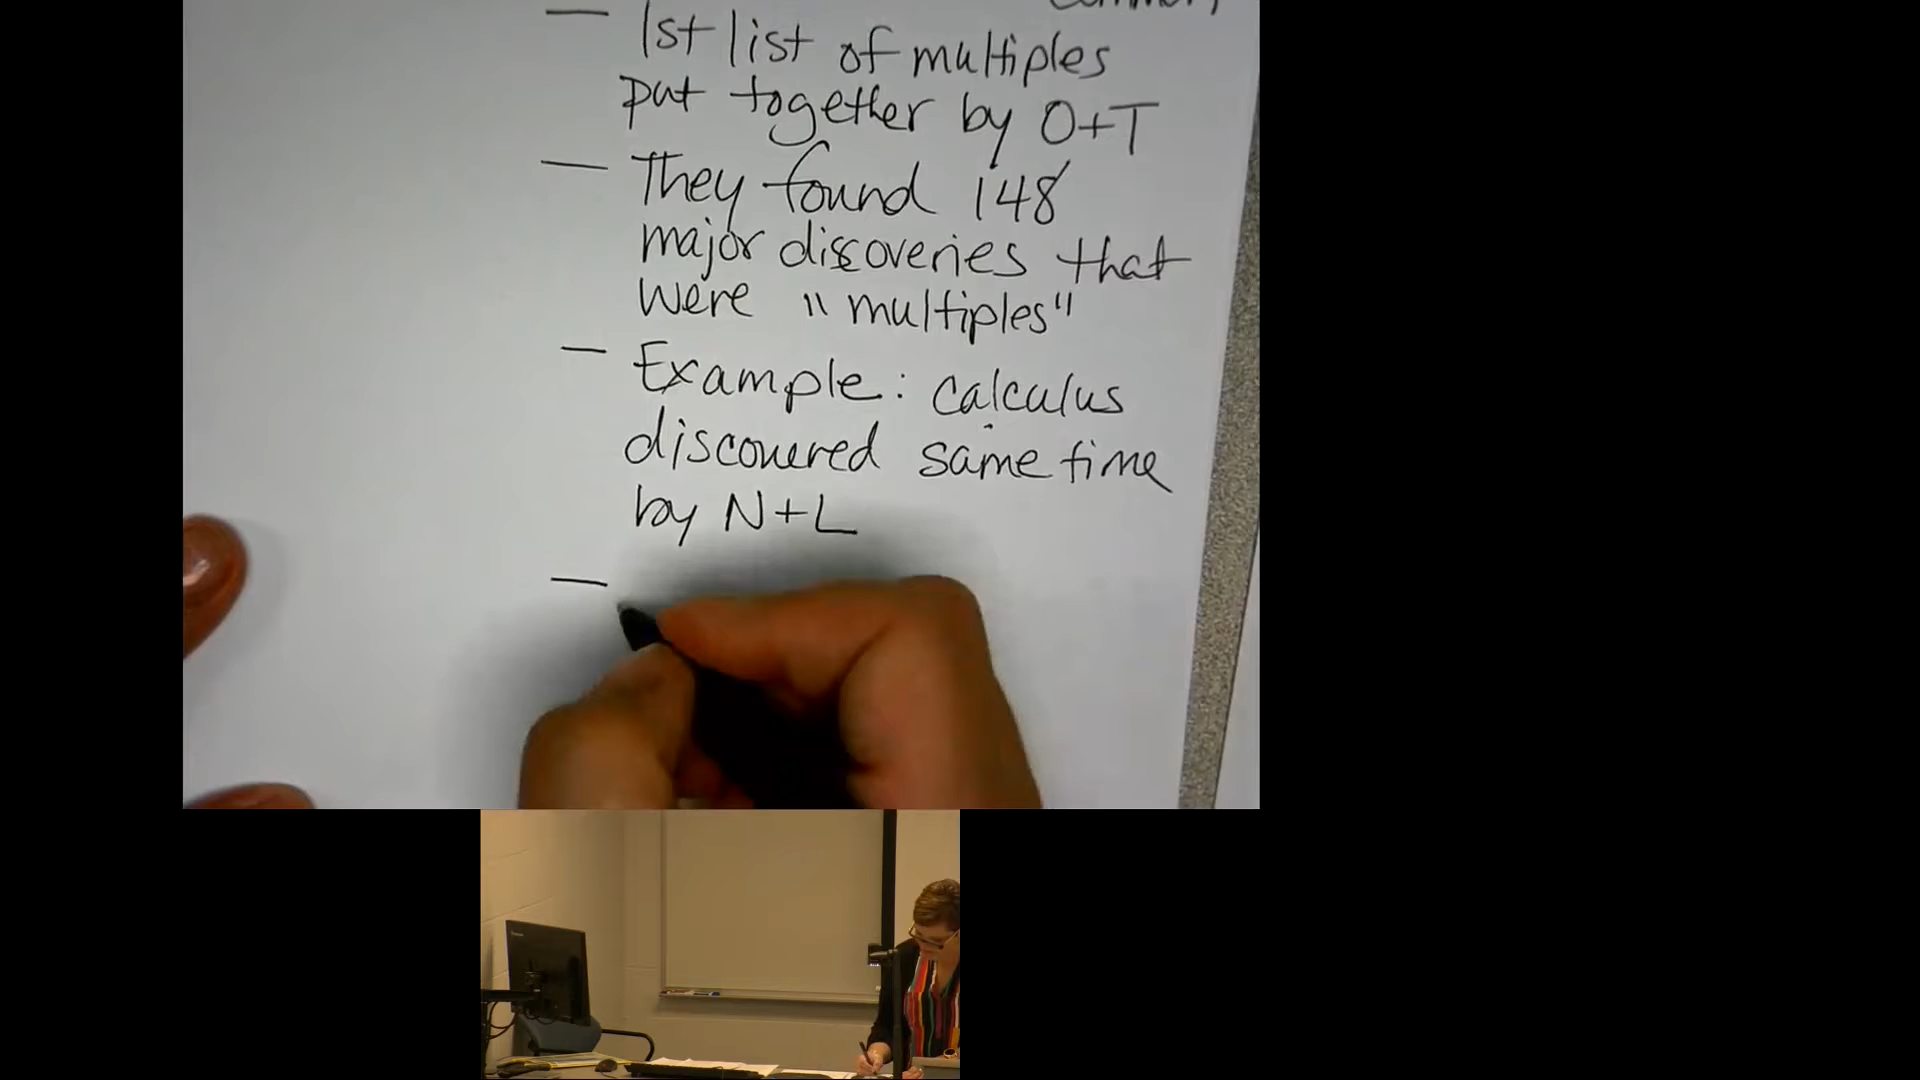 — 1st list of multiples
put together by O+T
— They found 148
major discoveries that
were "multiples"
— Example: calculus
discovered same time
by N+L
—